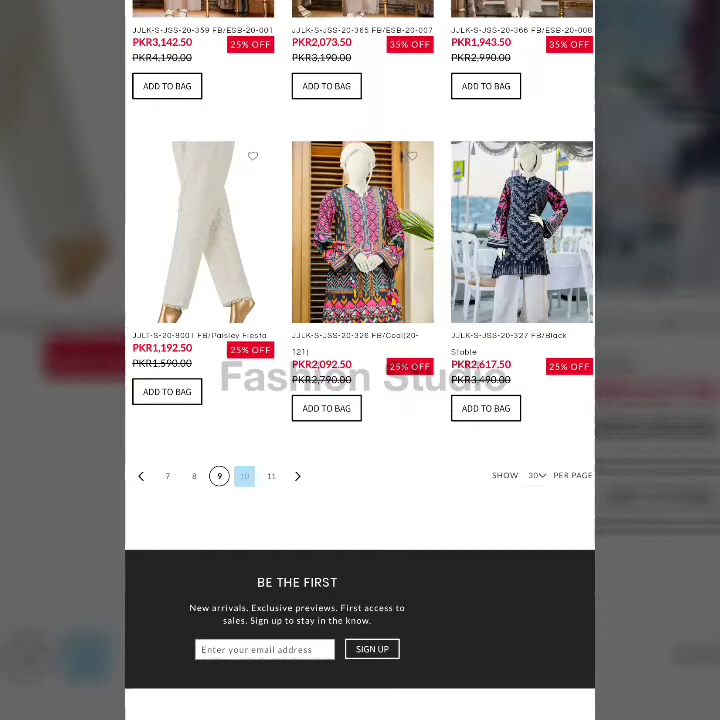 JJLK-S-JSS-20-359 FB/ESB-20-001
PKR3,142.50
25% OFF
PKR4,190.00
ADD TO BAG
JJLK-S-JSS-20-365 FB/ESB-20-007
PKR2,073.50
35% OFF
PKR3,190.00
ADD TO BAG
JJLK-S-JSS-20-366 FB/ESB-20-008
PKR1,943.50
35% OFF
PKR2,990.00
ADD TO BAG
JJLT-S-20-8001 FB/Paisley Fiesta
PKR1,192.50
25% OFF
PKR1,590.00
ADD TO BAG
JJLK-S-JSS-20-326 FB/Coal(20-
121)
PKR2,092.50
25% OFF
PKR2,790.00
ADD TO BAG
JJLK-S-JSS-20-327 FB/Black
Stable
PKR2,617.50
25% OFF
PKR3,490.00
ADD TO BAG
Fashion Studio
7 8 9 10 11
SHOW 30 PER PAGE
BE THE FIRST
New arrivals. Exclusive previews. First access to
sales. Sign up to stay in the know.
Enter your email address
SIGN UP